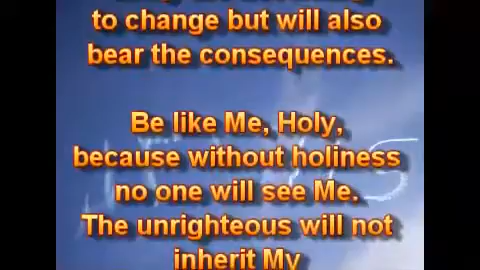 to change but will also
bear the consequences.
Be like Me, Holy,
because without holiness
no one will see Me.
The unrighteous will not
inherit My